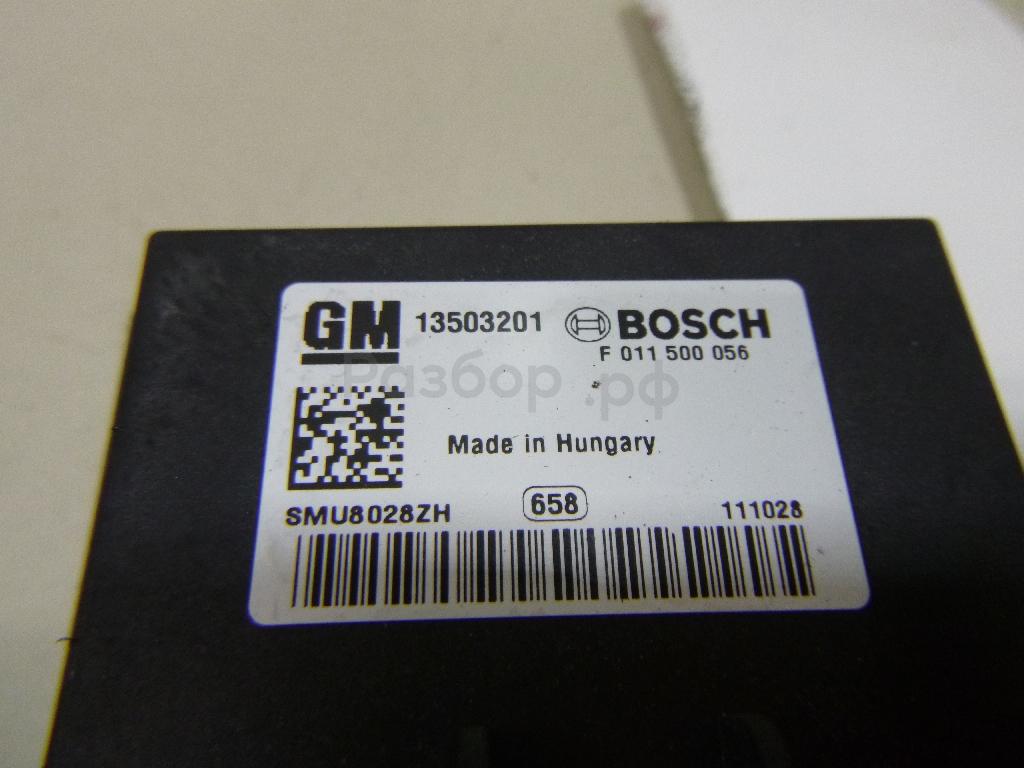 GM 13503201 BOSCH
F 011 500 056
Разбор.рф
Made in Hungary
658
SMU8028ZH 111028